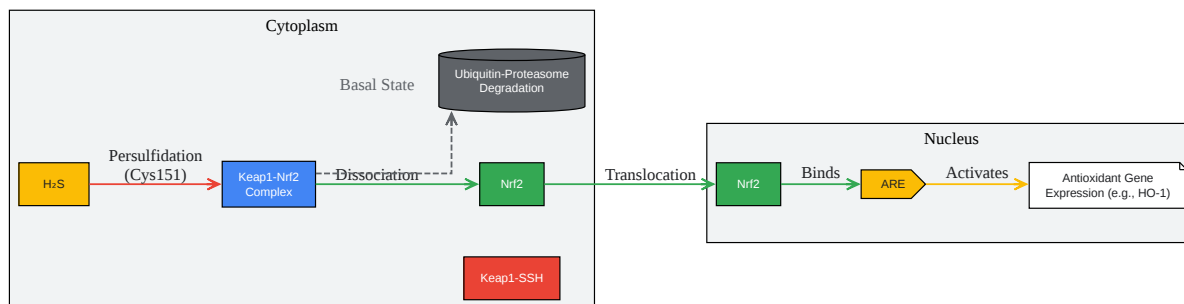 Cytoplasm
Ubiquitin-Proteasome
Degradation
Basal State
H₂S
Persulfidation
(Cys151)
Keap1-Nrf2
Complex
Dissociation
Nrf2
Keap1-SSH
Translocation
Nucleus
Nrf2
Binds
ARE
Activates
Antioxidant Gene
Expression (e.g., HO-1)